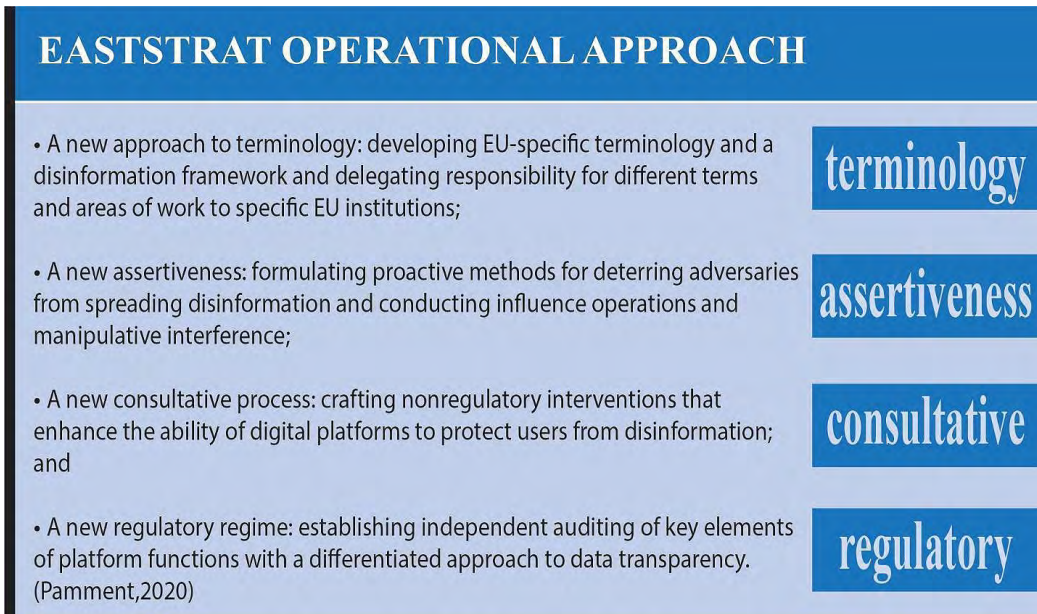 EASTSTRAT OPERATIONAL APPROACH
• A new approach to terminology: developing EU-specific terminology and a
disinformation framework and delegating responsibility for different terms
and areas of work to specific EU institutions;
terminology
• A new assertiveness: formulating proactive methods for deterring adversaries
from spreading disinformation and conducting influence operations and
manipulative interference;
assertiveness
• A new consultative process: crafting nonregulatory interventions that
enhance the ability of digital platforms to protect users from disinformation;
and
consultative
• A new regulatory regime: establishing independent auditing of key elements
of platform functions with a differentiated approach to data transparency.
(Pamment,2020)
regulatory